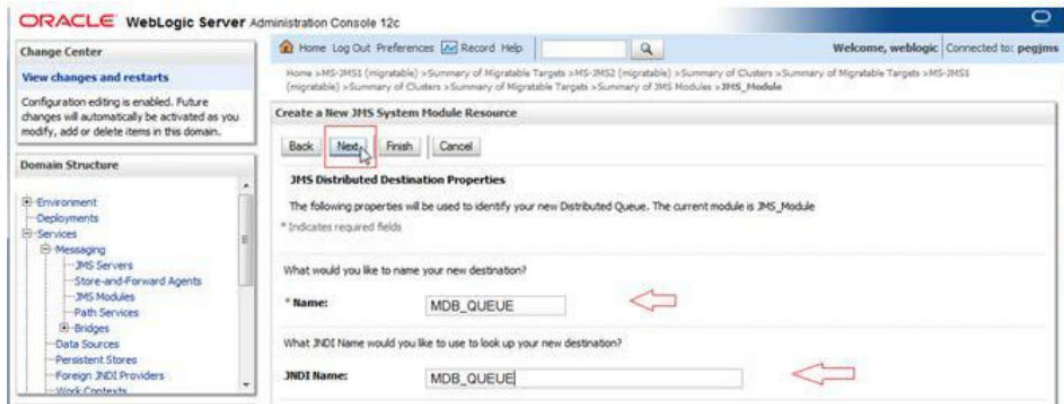 ORACLE WebLogic Server Administration Console 12c
Change Center
View changes and restarts
Configuration editing is enabled. Future
changes will automatically be activated as you
modify, add or delete items in this domain.
Domain Structure
Environment
Deployments
Services
Messaging
JMS Servers
Store-and-Forward Agents
JMS Modules
Path Services
Bridges
Data Sources
Persistent Stores
Foreign JNDI Providers
Work Contexts
Home Log Out Preferences Record Help
Welcome, weblogic Connected to: pegjms
Home >MS-JMS1 (migratable) >Summary of Migratable Targets >MS-JMS2 (migratable) >Summary of Clusters >Summary of Migratable Targets >MS-JMS1
(migratable) >Summary of Clusters >Summary of Migratable Targets >Summary of JMS Modules >JMS_Module
Create a New JMS System Module Resource
Back Next Finish Cancel
JMS Distributed Destination Properties
The following properties will be used to identify your new Distributed Queue. The current module is JMS_Module
* Indicates required fields
What would you like to name your new destination?
* Name: MDB_QUEUE
What JNDI Name would you like to use to look up your new destination?
JNDI Name: MDB_QUEUE